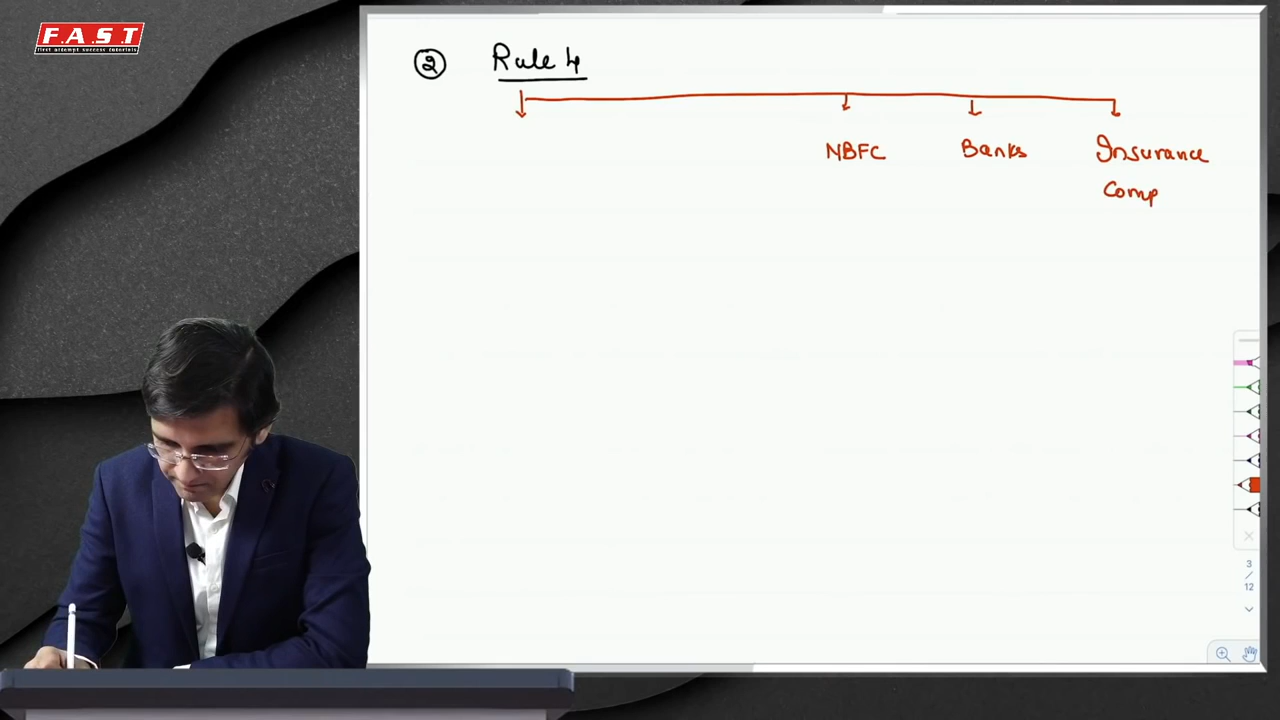 F.A.S.T
first attempt success tutorials
2 Rule 4
NBFC Banks Insurance
Comp
3
/
12